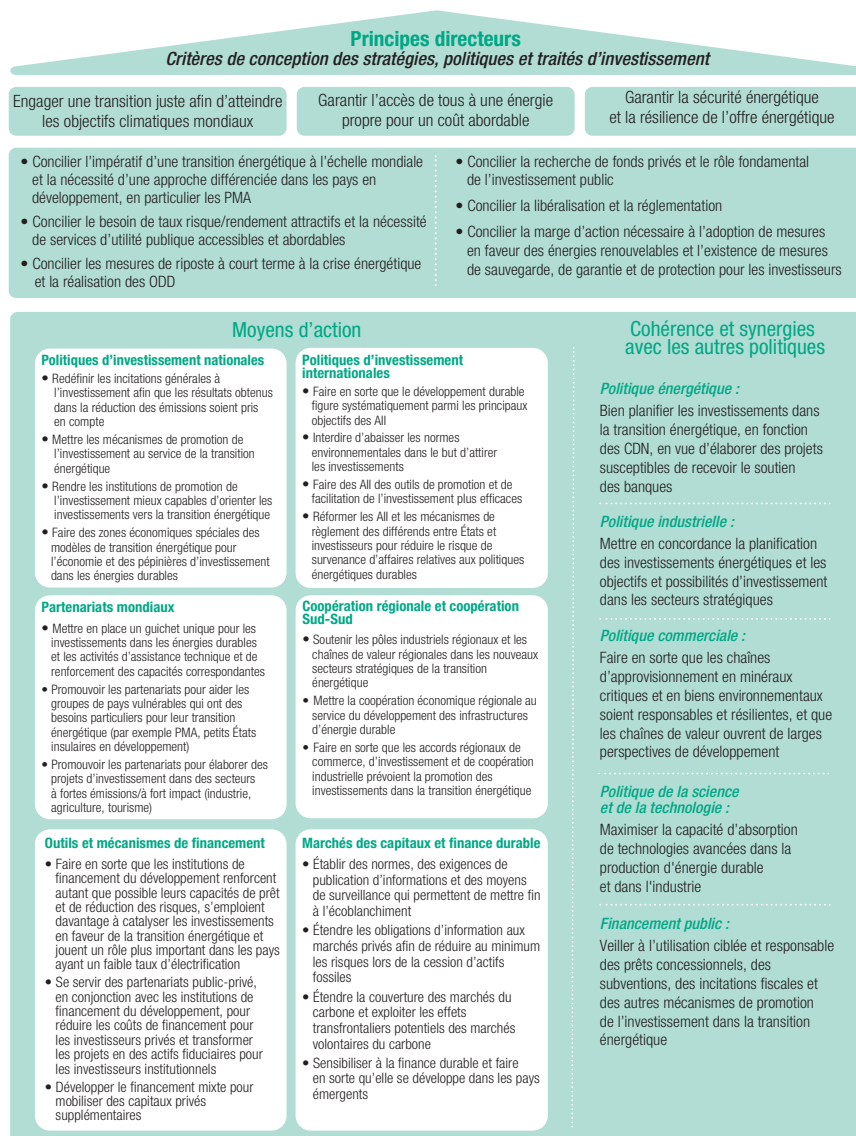 Principes directeurs
Critères de conception des stratégies, politiques et traités d'investissement
Engager une transition juste afin d'atteindre
les objectifs climatiques mondiaux
Garantir l'accès de tous à une énergie
propre pour un coût abordable
Garantir la sécurité énergétique
et la résilience de l'offre énergétique
• Concilier l'impératif d'une transition énergétique à l'échelle mondiale
et la nécessité d'une approche différenciée dans les pays en
développement, en particulier les PMA
• Concilier le besoin de taux risque/rendement attractifs et la nécessité
de services d'utilité publique accessibles et abordables
• Concilier les mesures de riposte à court terme à la crise énergétique
et la réalisation des ODD
• Concilier la recherche de fonds privés et le rôle fondamental
de l'investissement public
• Concilier la libéralisation et la réglementation
• Concilier la marge d'action nécessaire à l'adoption de mesures
en faveur des énergies renouvelables et l'existence de mesures
de sauvegarde, de garantie et de protection pour les investisseurs
Moyens d'action
Politiques d'investissement nationales
• Redéfinir les incitations générales à
l'investissement afin que les résultats obtenus
dans la réduction des émissions soient pris
en compte
• Mettre les mécanismes de promotion de
l'investissement au service de la transition
énergétique
• Rendre les institutions de promotion de
l'investissement mieux capables d'orienter les
investissements vers la transition énergétique
• Faire des zones économiques spéciales des
modèles de transition énergétique pour
l'économie et des pépinières d'investissement
dans les énergies durables
Politiques d'investissement
internationales
• Faire en sorte que le développement durable
figure systématiquement parmi les principaux
objectifs des AII
• Interdire d'abaisser les normes
environnementales dans le but d'attirer
les investissements
• Faire des AII des outils de promotion et de
facilitation de l'investissement plus efficaces
• Réformer les AII et les mécanismes de
règlement des différends entre États et
investisseurs pour réduire le risque de
survenance d'affaires relatives aux politiques
énergétiques durables
Partenariats mondiaux
• Mettre en place un guichet unique pour les
investissements dans les énergies durables
et les activités d'assistance technique et de
renforcement des capacités correspondantes
• Promouvoir les partenariats pour aider les
groupes de pays vulnérables qui ont des
besoins particuliers pour leur transition
énergétique (par exemple PMA, petits États
insulaires en développement)
• Promouvoir les partenariats pour élaborer des
projets d'investissement dans des secteurs
à fortes émissions/à fort impact (industrie,
agriculture, tourisme)
Coopération régionale et coopération
Sud-Sud
• Soutenir les pôles industriels régionaux et les
chaînes de valeur régionales dans les nouveaux
secteurs stratégiques de la transition
énergétique
• Mettre la coopération économique régionale au
service du développement des infrastructures
d'énergie durable
• Faire en sorte que les accords régionaux de
commerce, d'investissement et de coopération
industrielle prévoient la promotion des
investissements dans la transition énergétique
Outils et mécanismes de financement
• Faire en sorte que les institutions de
financement du développement renforcent
autant que possible leurs capacités de prêt
et de réduction des risques, s'emploient
davantage à catalyser les investissements
en faveur de la transition énergétique et
jouent un rôle plus important dans les pays
ayant un faible taux d'électrification
• Se servir des partenariats public-privé,
en conjonction avec les institutions de
financement du développement, pour
réduire les coûts de financement pour
les investisseurs privés et transformer
les projets en des actifs fiduciaires pour
les investisseurs institutionnels
• Développer le financement mixte pour
mobiliser des capitaux privés
supplémentaires
Marchés des capitaux et finance durable
• Établir des normes, des exigences de
publication d'informations et des moyens
de surveillance qui permettent de mettre fin
à l'écoblanchiment
• Étendre les obligations d'information aux
marchés privés afin de réduire au minimum
les risques lors de la cession d'actifs
fossiles
• Étendre la couverture des marchés du
carbone et exploiter les effets
transfrontaliers potentiels des marchés
volontaires du carbone
• Sensibiliser à la finance durable et faire
en sorte qu'elle se développe dans les pays
émergents
Cohérence et synergies
avec les autres politiques
Politique énergétique :
Bien planifier les investissements dans
la transition énergétique, en fonction
des CDN, en vue d'élaborer des projets
susceptibles de recevoir le soutien
des banques
Politique industrielle :
Mettre en concordance la planification
des investissements énergétiques et les
objectifs et possibilités d'investissement
dans les secteurs stratégiques
Politique commerciale :
Faire en sorte que les chaînes
d'approvisionnement en minéraux
critiques et en biens environnementaux
soient responsables et résilientes, et que
les chaînes de valeur ouvrent de larges
perspectives de développement
Politique de la science
et de la technologie :
Maximiser la capacité d'absorption
de technologies avancées dans la
production d'énergie durable
et dans l'industrie
Financement public :
Veiller à l'utilisation ciblée et responsable
des prêts concessionnels, des
subventions, des incitations fiscales et
des autres mécanismes de promotion
de l'investissement dans la transition
énergétique